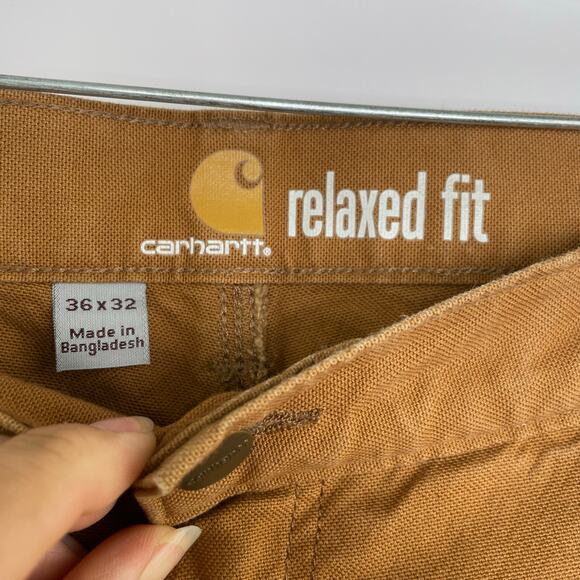 carhartt®
relaxed fit
36 x 32
Made in
Bangladesh